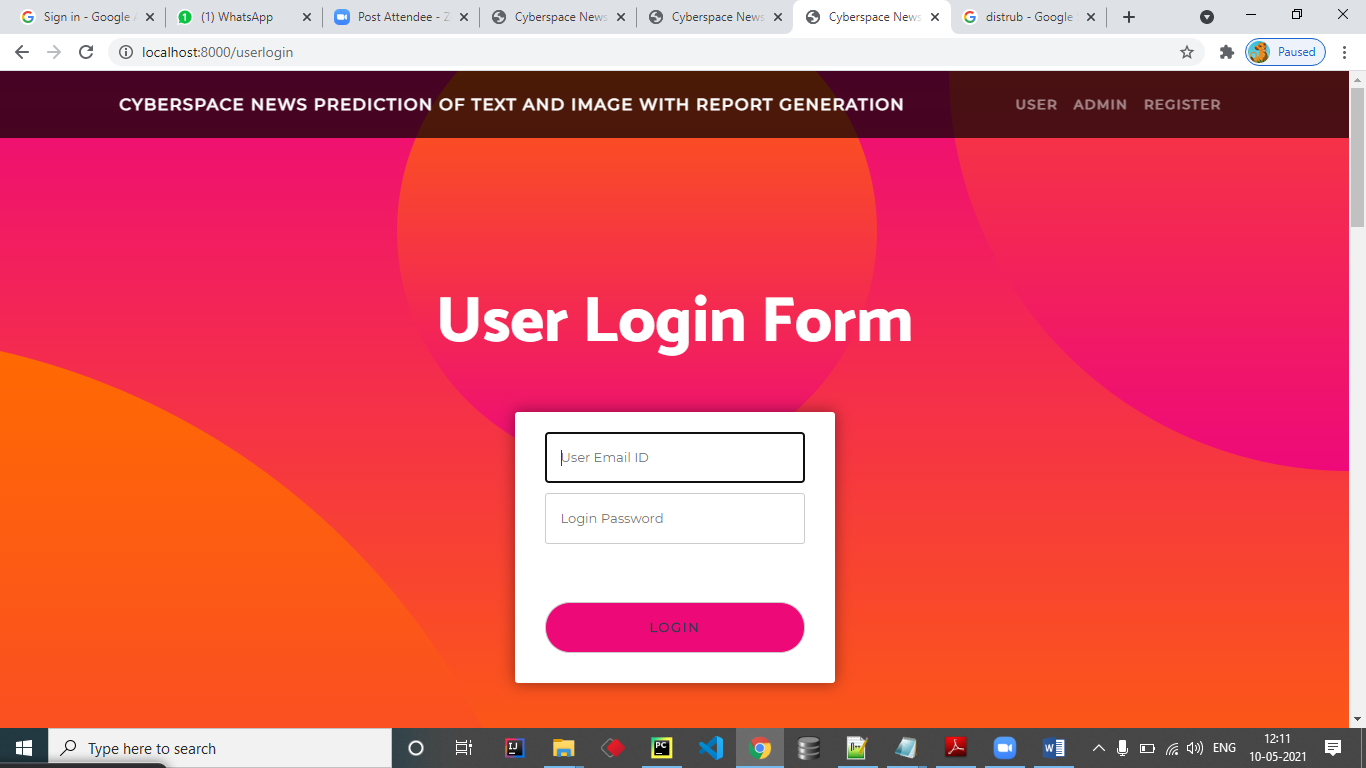 Sign in - Google A
(1) WhatsApp
Post Attendee - Z
Cyberspace News
Cyberspace News
Cyberspace News
distrub - Google
localhost:8000/userlogin
Paused
CYBERSPACE NEWS PREDICTION OF TEXT AND IMAGE WITH REPORT GENERATION
USER ADMIN REGISTER
User Login Form
User Email ID
Login Password
LOGIN
Type here to search
ENG
12:11
10-05-2021